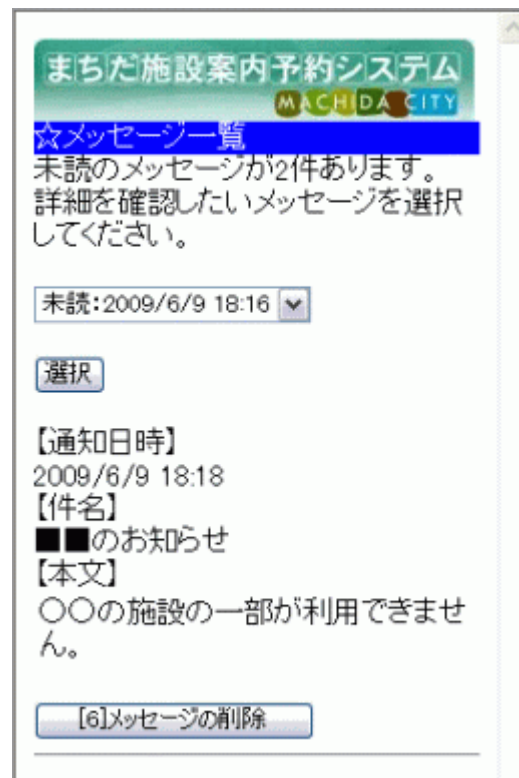 まちだ施設案内予約システム
MACHIDA CITY
☆メッセージ一覧
未読のメッセージが2件あります。
詳細を確認したいメッセージを選択
してください。
未読:2009/6/9 18:16
選択
【通知日時】
2009/6/9 18:18
【件名】
■■のお知らせ
【本文】
○○の施設の一部が利用できませ
ん。
[6]メッセージの削除